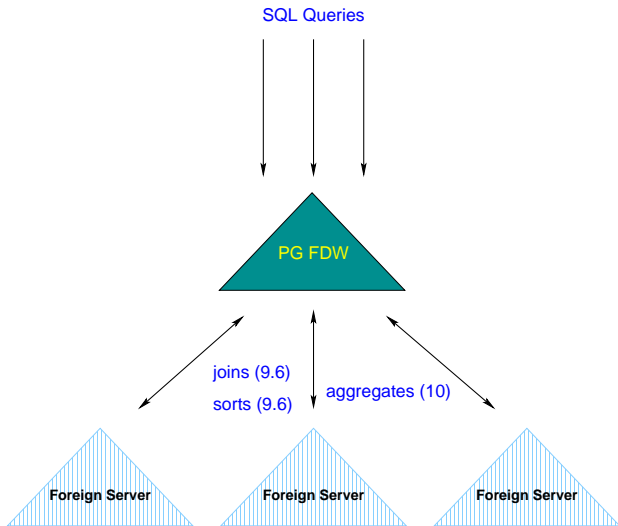 SQL Queries
PG FDW
joins (9.6)
sorts (9.6)
aggregates (10)
Foreign Server
Foreign Server
Foreign Server